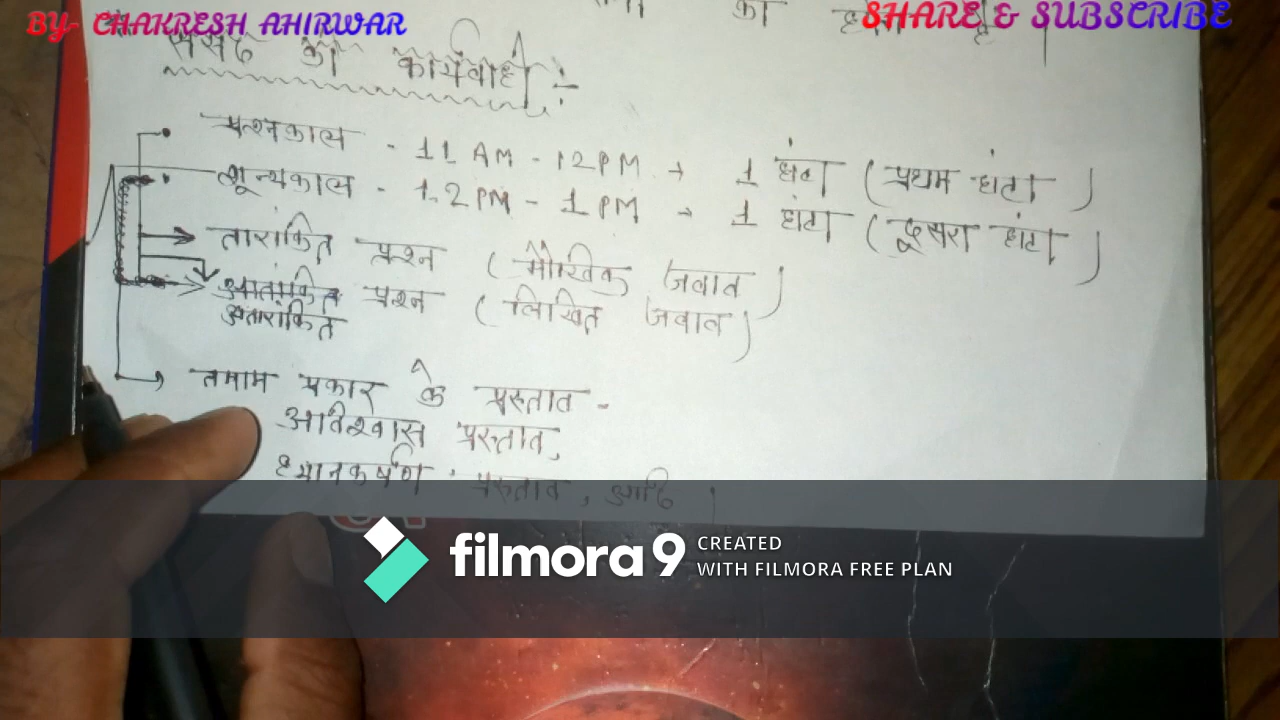 BY- CHAKRESH AHIRWAR
SHARE & SUBSCRIBE
का
संसद की कार्यवाही :-
प्रश्नकाल - 11 AM - 12 PM → 1 घंटा (प्रथम घंटा)
शून्यकाल - 12 PM - 1 PM → 1 घंटा (दूसरा घंटा)
तारांकित प्रश्न (मौखिक जवाब)
प्रश्न (लिखित जवाब)
अतारांकित
तमाम प्रकार के प्रस्ताव -
अविश्वास प्रस्ताव,
ध्यानकर्षण प्रस्ताव, आदि।
filmora9 CREATED
WITH FILMORA FREE PLAN